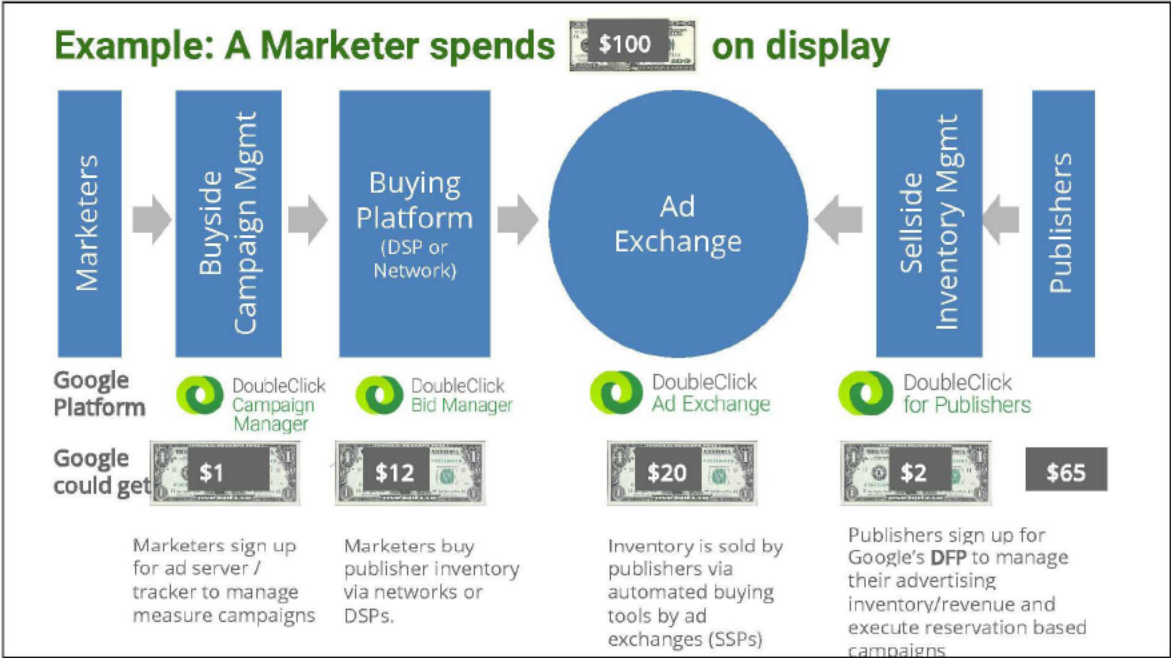 Example: A Marketer spends $100 on display
Marketers
Buyside
Campaign Mgmt
Buying
Platform
(DSP or
Network)
Ad
Exchange
Sellside
Inventory Mgmt
Publishers
Google
Platform
DoubleClick
Campaign
Manager
DoubleClick
Bid Manager
DoubleClick
Ad Exchange
DoubleClick
for Publishers
Google
could get
$1
$12
$20
$2
$65
Marketers sign up
for ad server /
tracker to manage
measure campaigns
Marketers buy
publisher inventory
via networks or
DSPs.
Inventory is sold by
publishers via
automated buying
tools by ad
exchanges (SSPs)
Publishers sign up for
Google's DFP to manage
their advertising
inventory/revenue and
execute reservation based
campaigns